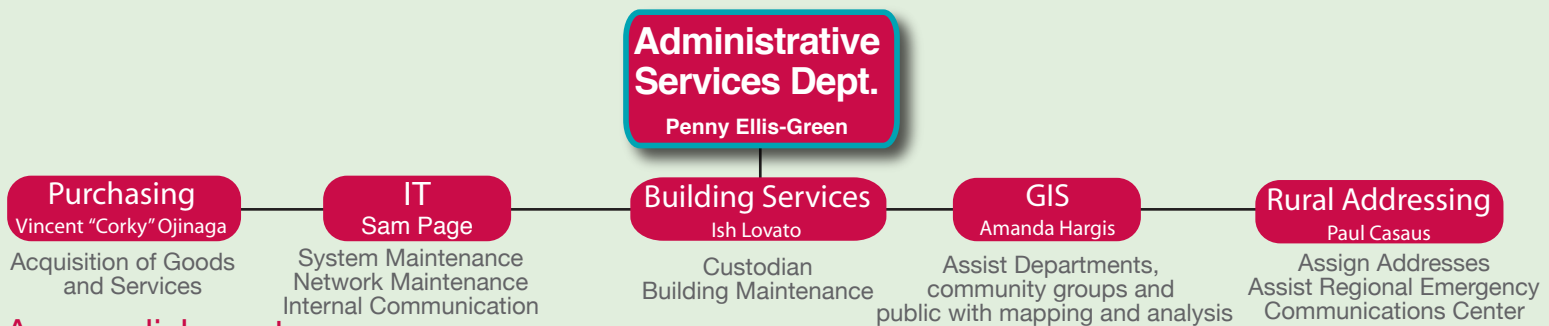 Administrative
Services Dept.
Penny Ellis-Green
Purchasing
Vincent “Corky” Ojinaga
Acquisition of Goods
and Services
IT
Sam Page
System Maintenance
Network Maintenance
Internal Communication
Building Services
Ish Lovato
Custodian
Building Maintenance
GIS
Amanda Hargis
Assist Departments,
community groups and
public with mapping and analysis
Rural Addressing
Paul Casaus
Assign Addresses
Assist Regional Emergency
Communications Center